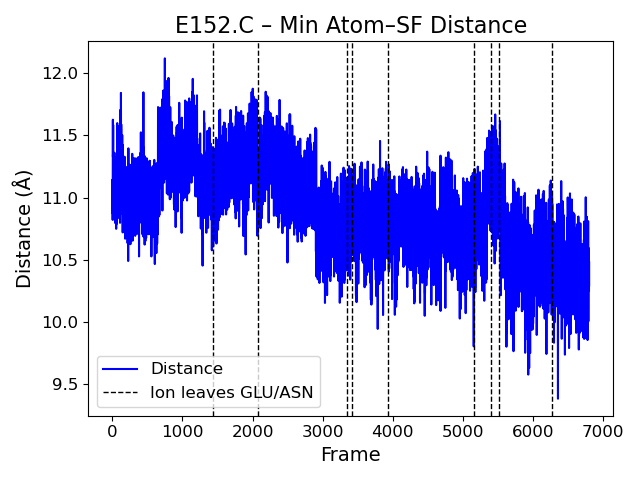 E152.C – Min Atom–SF Distance
Distance (Å)
12.0
11.5
11.0
10.5
10.0
9.5
Distance
Ion leaves GLU/ASN
0 1000 2000 3000 4000 5000 6000 7000
Frame